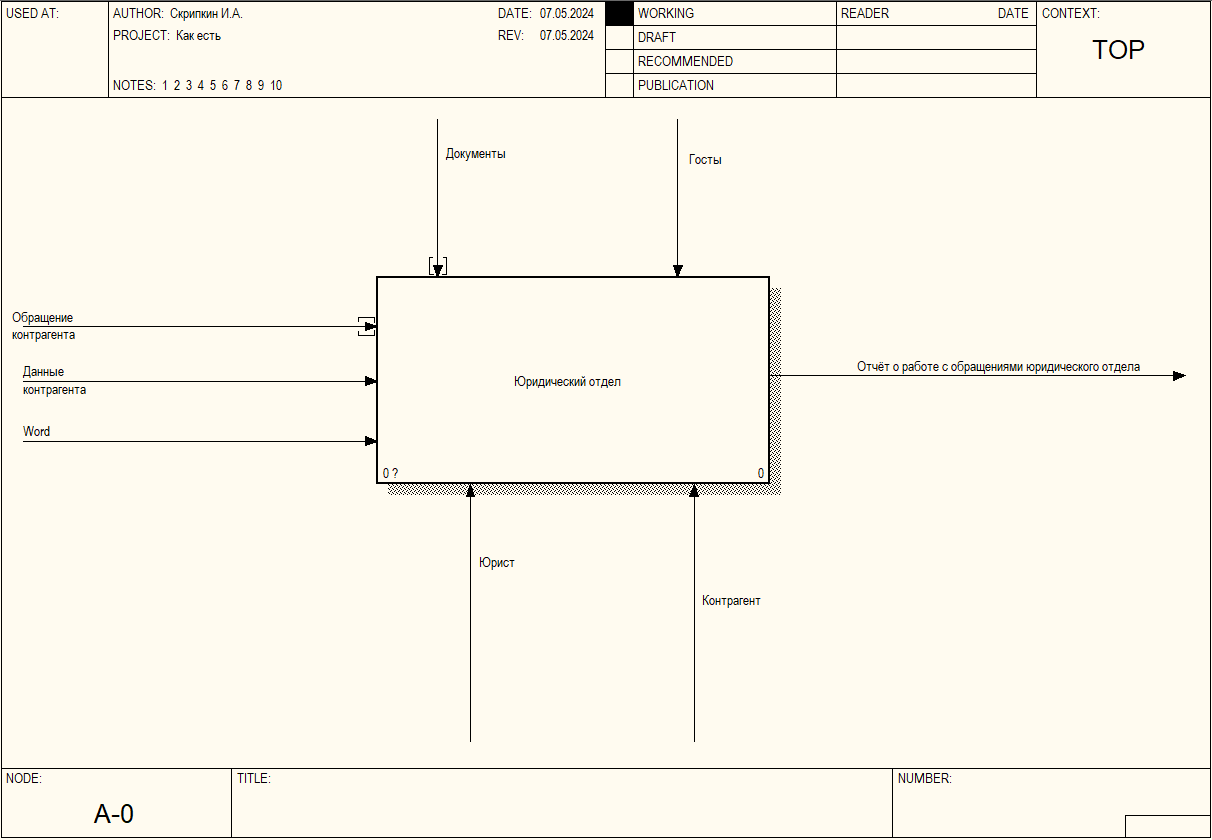 USED AT:
AUTHOR: Скрипкин И.А.
DATE: 07.05.2024
PROJECT: Как есть
REV: 07.05.2024
NOTES: 1 2 3 4 5 6 7 8 9 10
WORKING
DRAFT
RECOMMENDED
PUBLICATION
READER
DATE
CONTEXT:
TOP
Документы
Госты
Обращение
контрагента
Данные
контрагента
Word
Юридический отдел
0 ?
0
Отчёт о работе с обращениями юридического отдела
Юрист
Контрагент
NODE:
A-0
TITLE:
NUMBER: